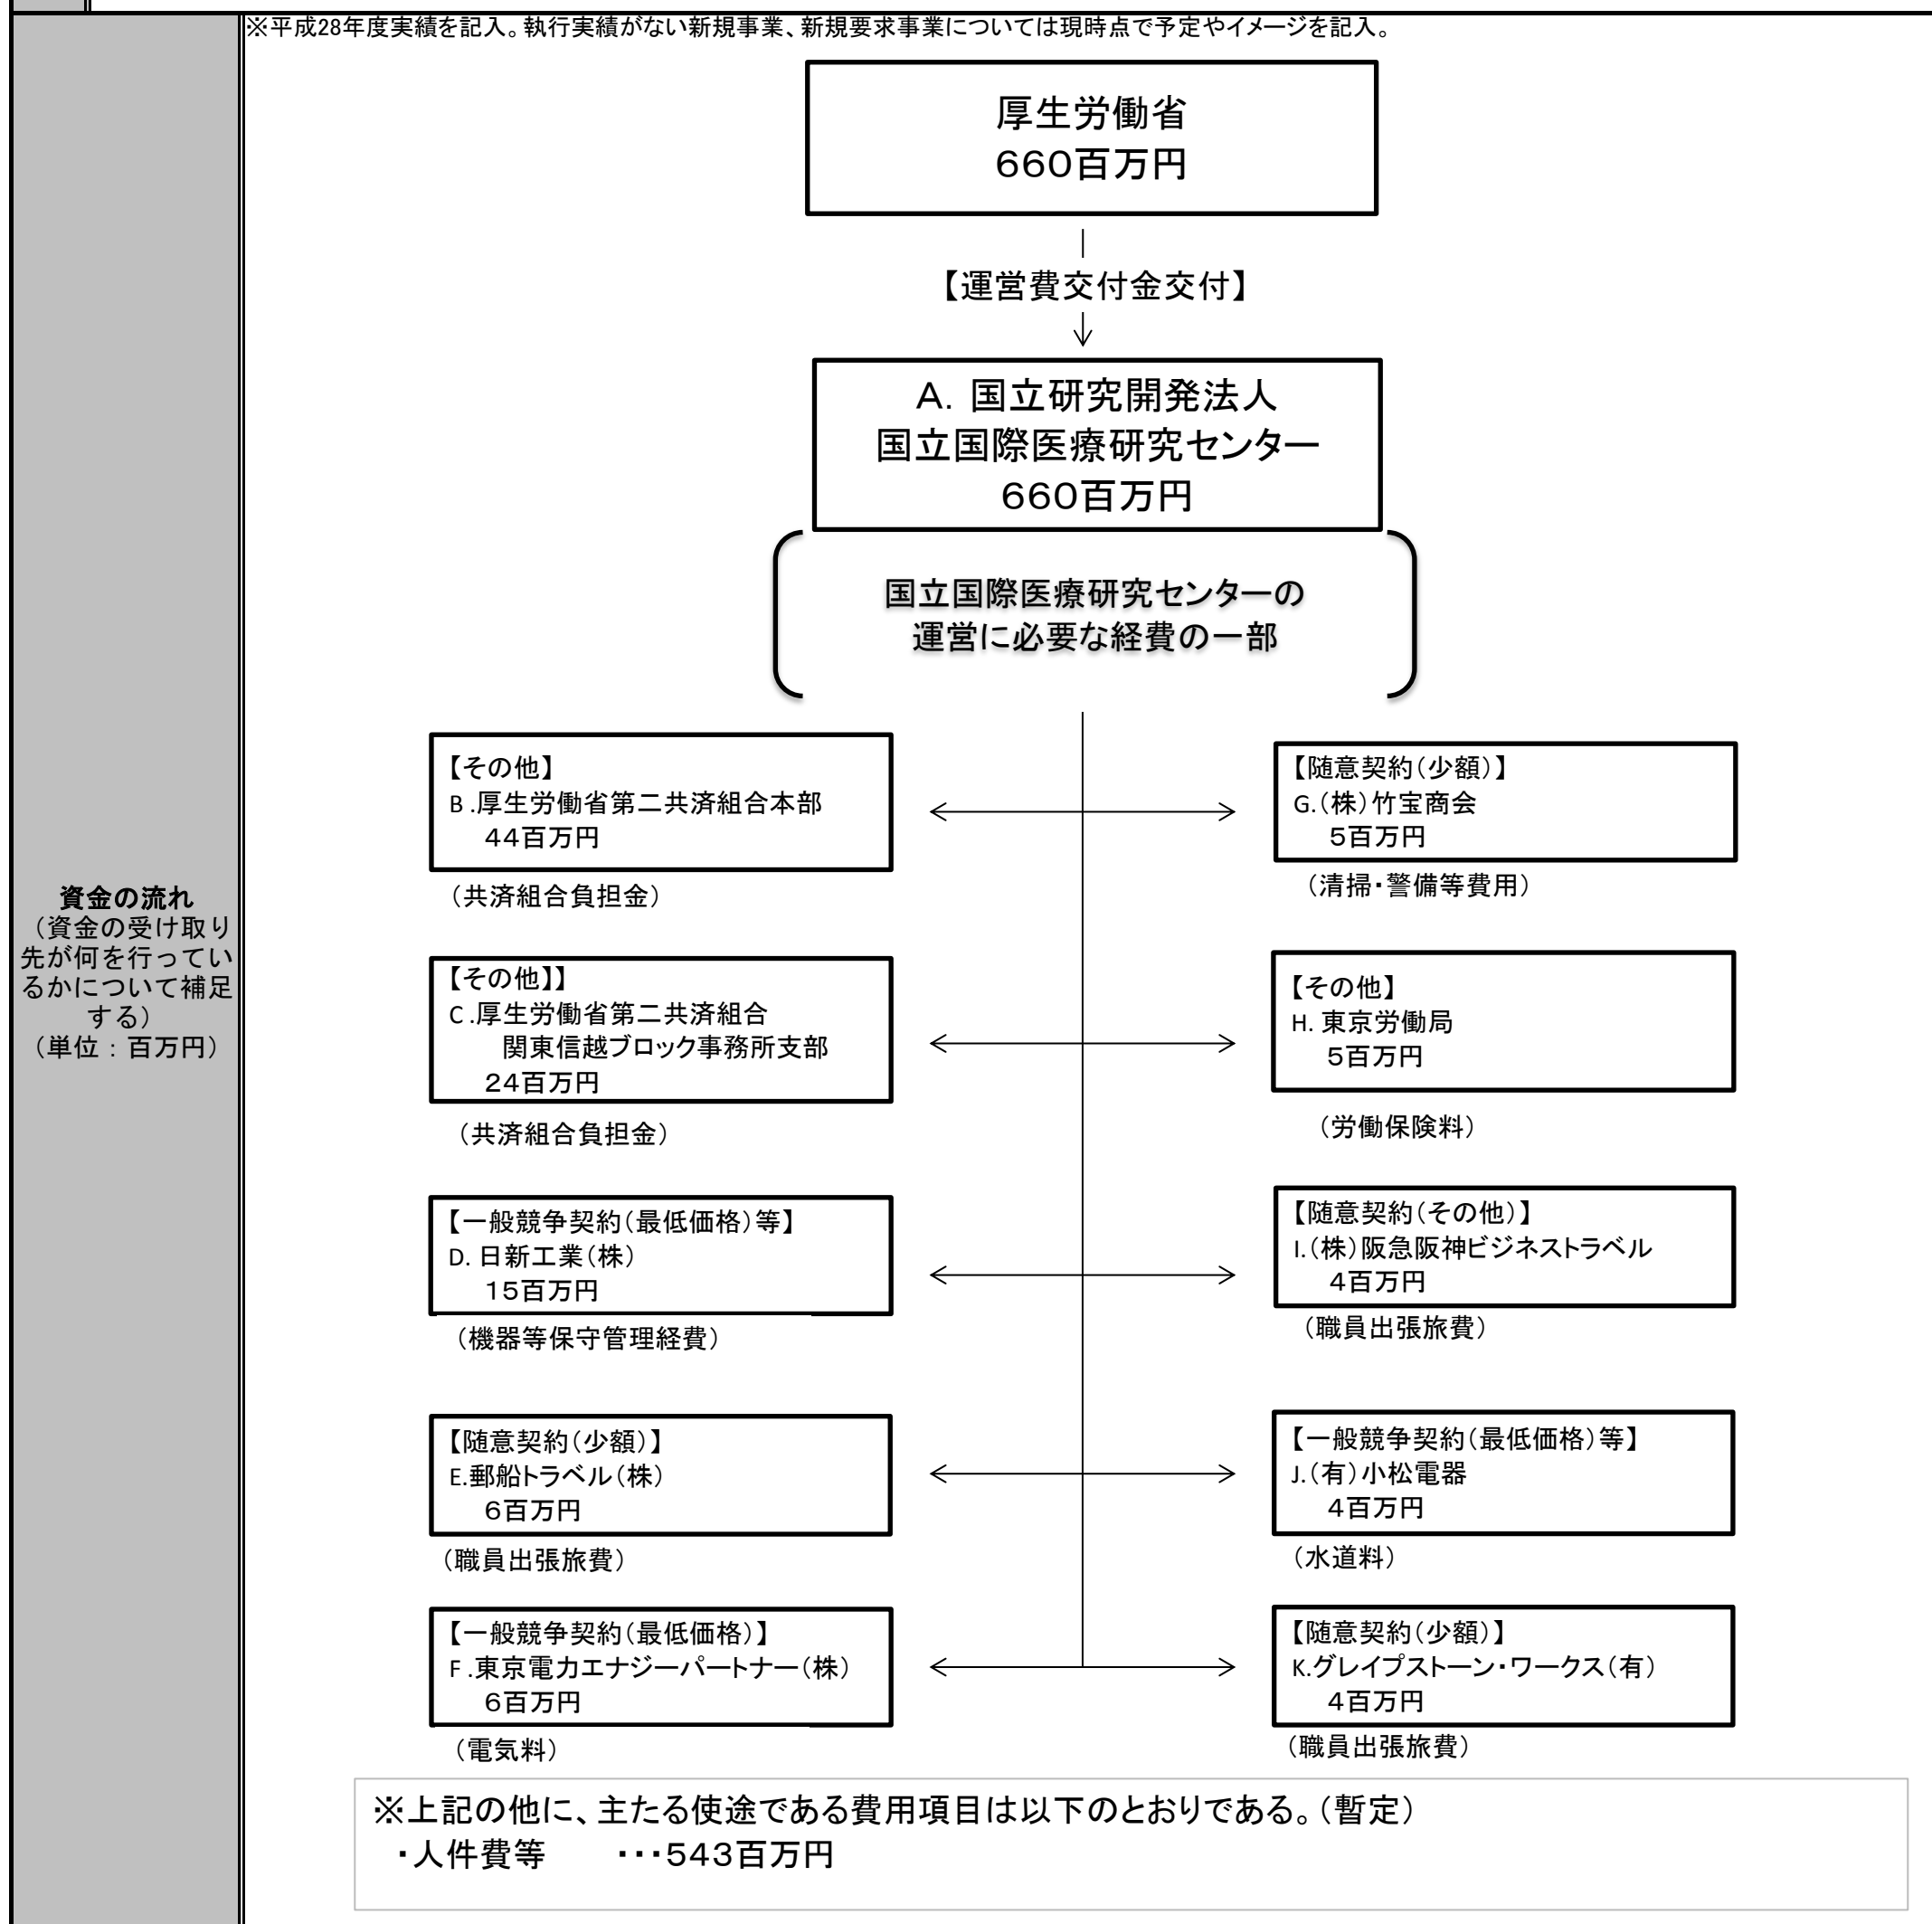 ※平成28年度実績を記入。執行実績がない新規事業、新規要求事業については現時点で予定やイメージを記入。
資金の流れ
（資金の受け取り
先が何を行ってい
るかについて補足
する）
（単位：百万円）
厚生労働省
６６０百万円
【運営費交付金交付】
Ａ．国立研究開発法人
国立国際医療研究センター
６６０百万円
国立国際医療研究センターの
運営に必要な経費の一部
【その他】
B .厚生労働省第二共済組合本部
４４百万円
（共済組合負担金）
【その他】】
C .厚生労働省第二共済組合
関東信越ブロック事務所支部
２４百万円
（共済組合負担金）
【一般競争契約（最低価格）等】
D. 日新工業（株）
１５百万円
（機器等保守管理経費）
【随意契約（少額）】
E.郵船トラベル（株）
６百万円
（職員出張旅費）
【一般競争契約（最低価格）】
F .東京電力エナジーパートナー（株）
６百万円
（電気料）
【随意契約（少額）】
G.（株）竹宝商会
５百万円
（清掃・警備等費用）
【その他】
H. 東京労働局
５百万円
（労働保険料）
【随意契約（その他）】
I.（株）阪急阪神ビジネストラベル
４百万円
（職員出張旅費）
【一般競争契約（最低価格）等】
J.（有）小松電器
４百万円
（水道料）
【随意契約（少額）】
K.グレイプストーン・ワークス（有）
４百万円
（職員出張旅費）
※上記の他に、主たる使途である費用項目は以下のとおりである。（暫定）
・人件費等　　・・・５４３百万円